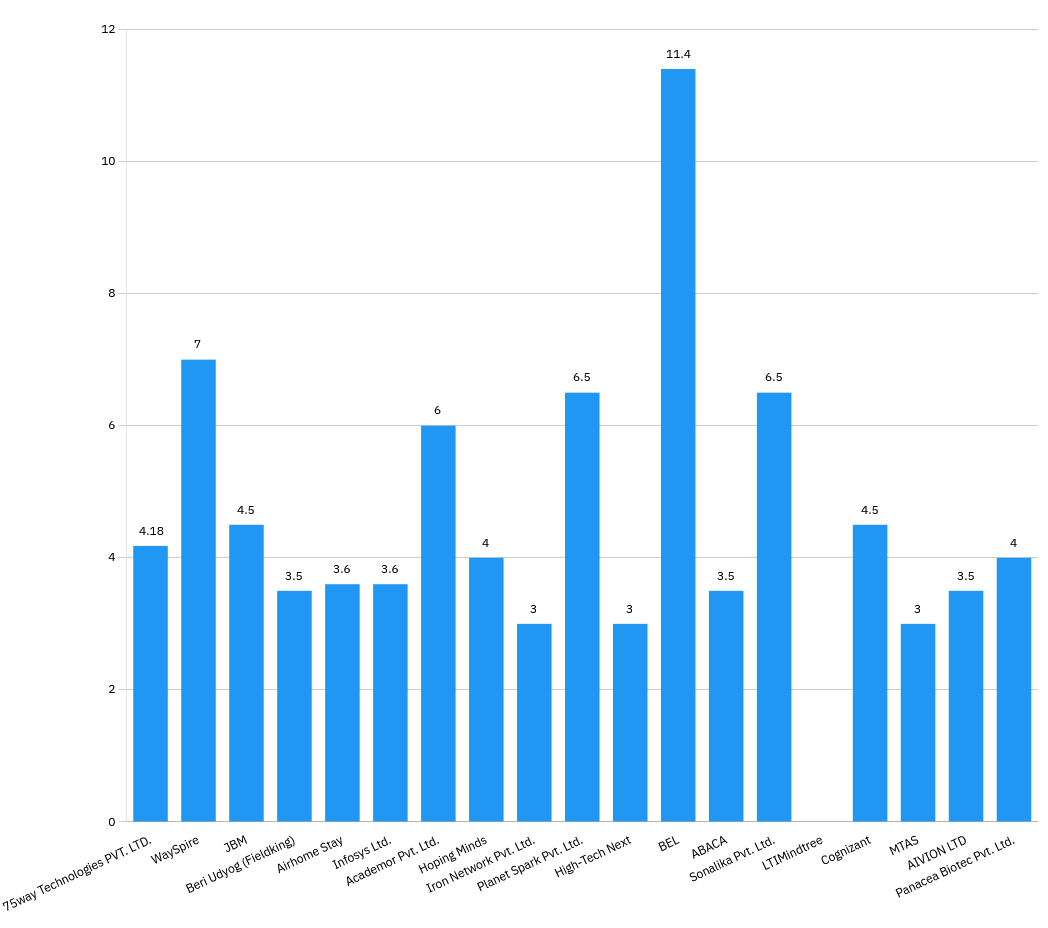 12
10
8
6
4
2
0
4.18
7
4.5
3.5
3.6
3.6
6
4
3
6.5
3
11.4
3.5
6.5
4.5
3
3.5
4
75way Technologies PVT. LTD.
WaySpire
JBM
Beri Udyog (Fieldking)
Airhome Stay
Infosys Ltd.
Academor Pvt. Ltd.
Hoping Minds
Iron Network Pvt. Ltd.
Planet Spark Pvt. Ltd.
High-Tech Next
BEL
ABACA
Sonalika Pvt. Ltd.
LTIMindtree
Cognizant
MTAS
AIVION LTD
Panacea Biotec Pvt. Ltd.